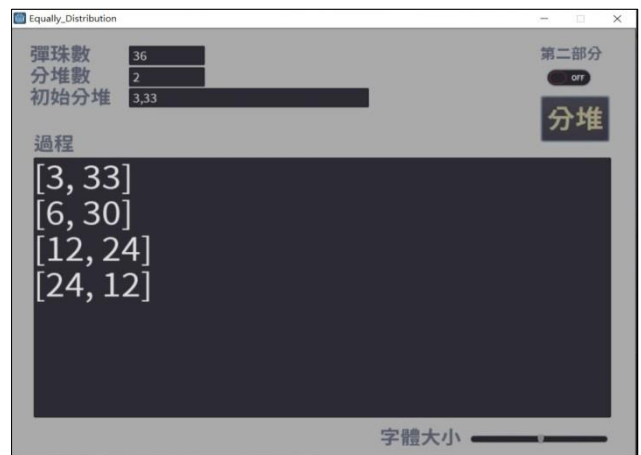 Equally_Distribution
彈珠數 36
分堆數 2
初始分堆 3,33
第二部分
OFF
分堆
過程
[3, 33]
[6, 30]
[12, 24]
[24, 12]
字體大小